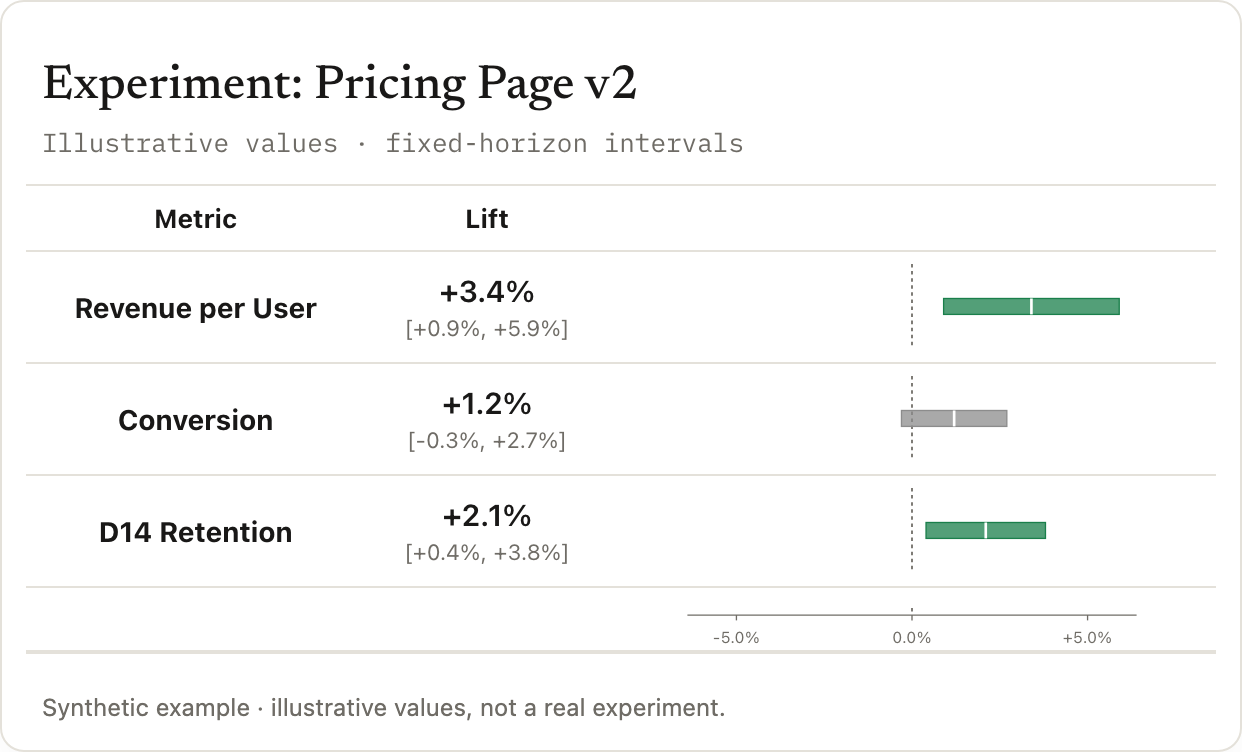 Experiment: Pricing Page v2
Illustrative values · fixed-horizon intervals
Metric Lift
Revenue per User +3.4%
[+0.9%, +5.9%]
Conversion +1.2%
[-0.3%, +2.7%]
D14 Retention +2.1%
[+0.4%, +3.8%]
-5.0% 0.0% +5.0%
Synthetic example · illustrative values, not a real experiment.